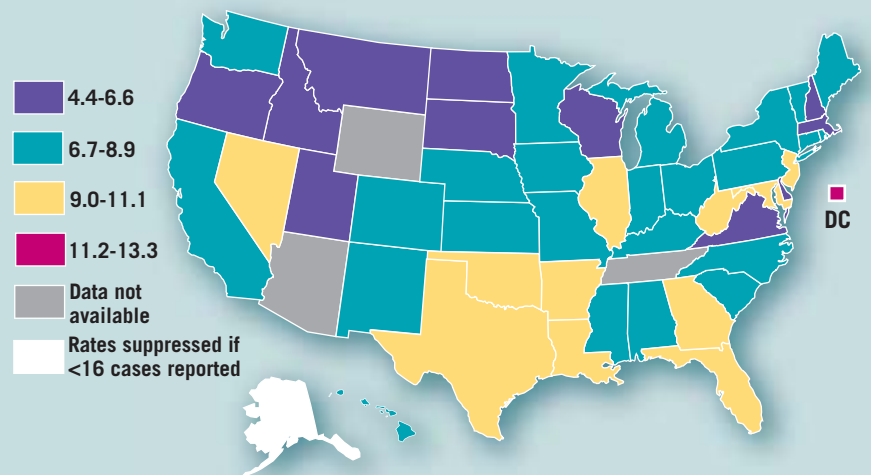 4.4-6.6
6.7-8.9
9.0-11.1
11.2-13.3
Data not
available
Rates suppressed if
<16 cases reported
DC